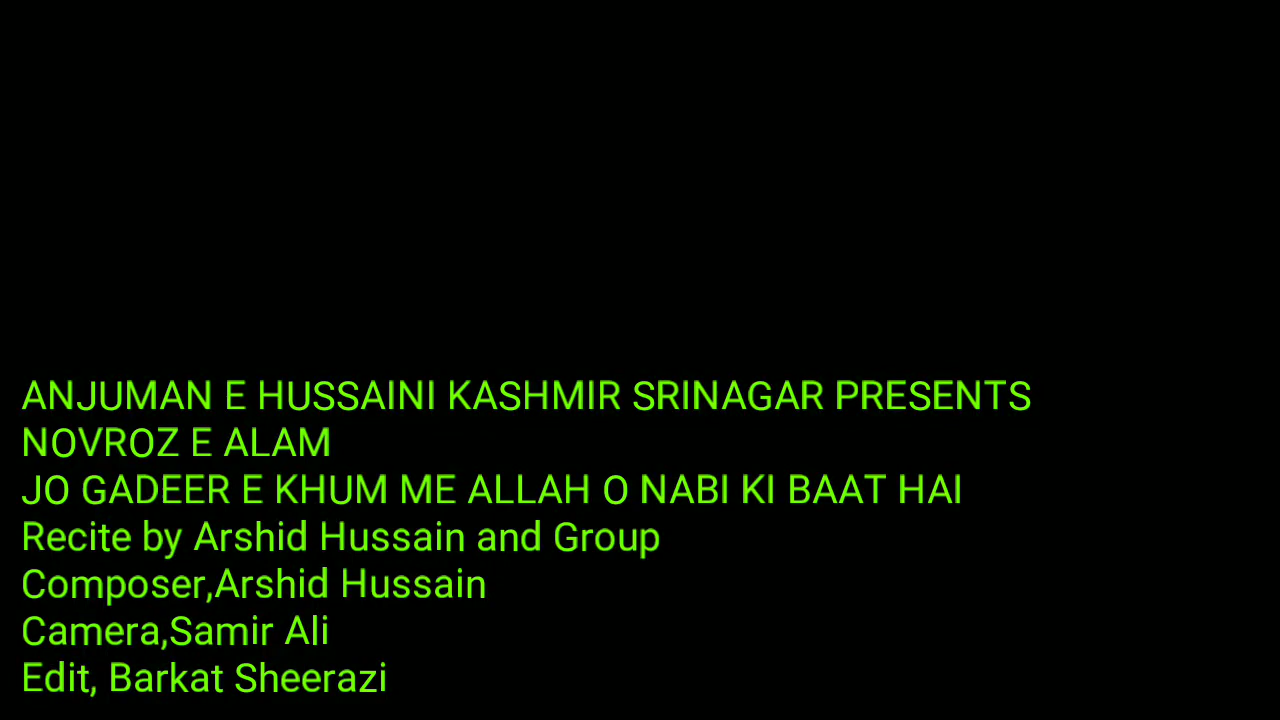 ANJUMAN E HUSSAINI KASHMIR SRINAGAR PRESENTS
NOVROZ E ALAM
JO GADEER E KHUM ME ALLAH O NABI KI BAAT HAI
Recite by Arshid Hussain and Group
Composer,Arshid Hussain
Camera,Samir Ali
Edit, Barkat Sheerazi